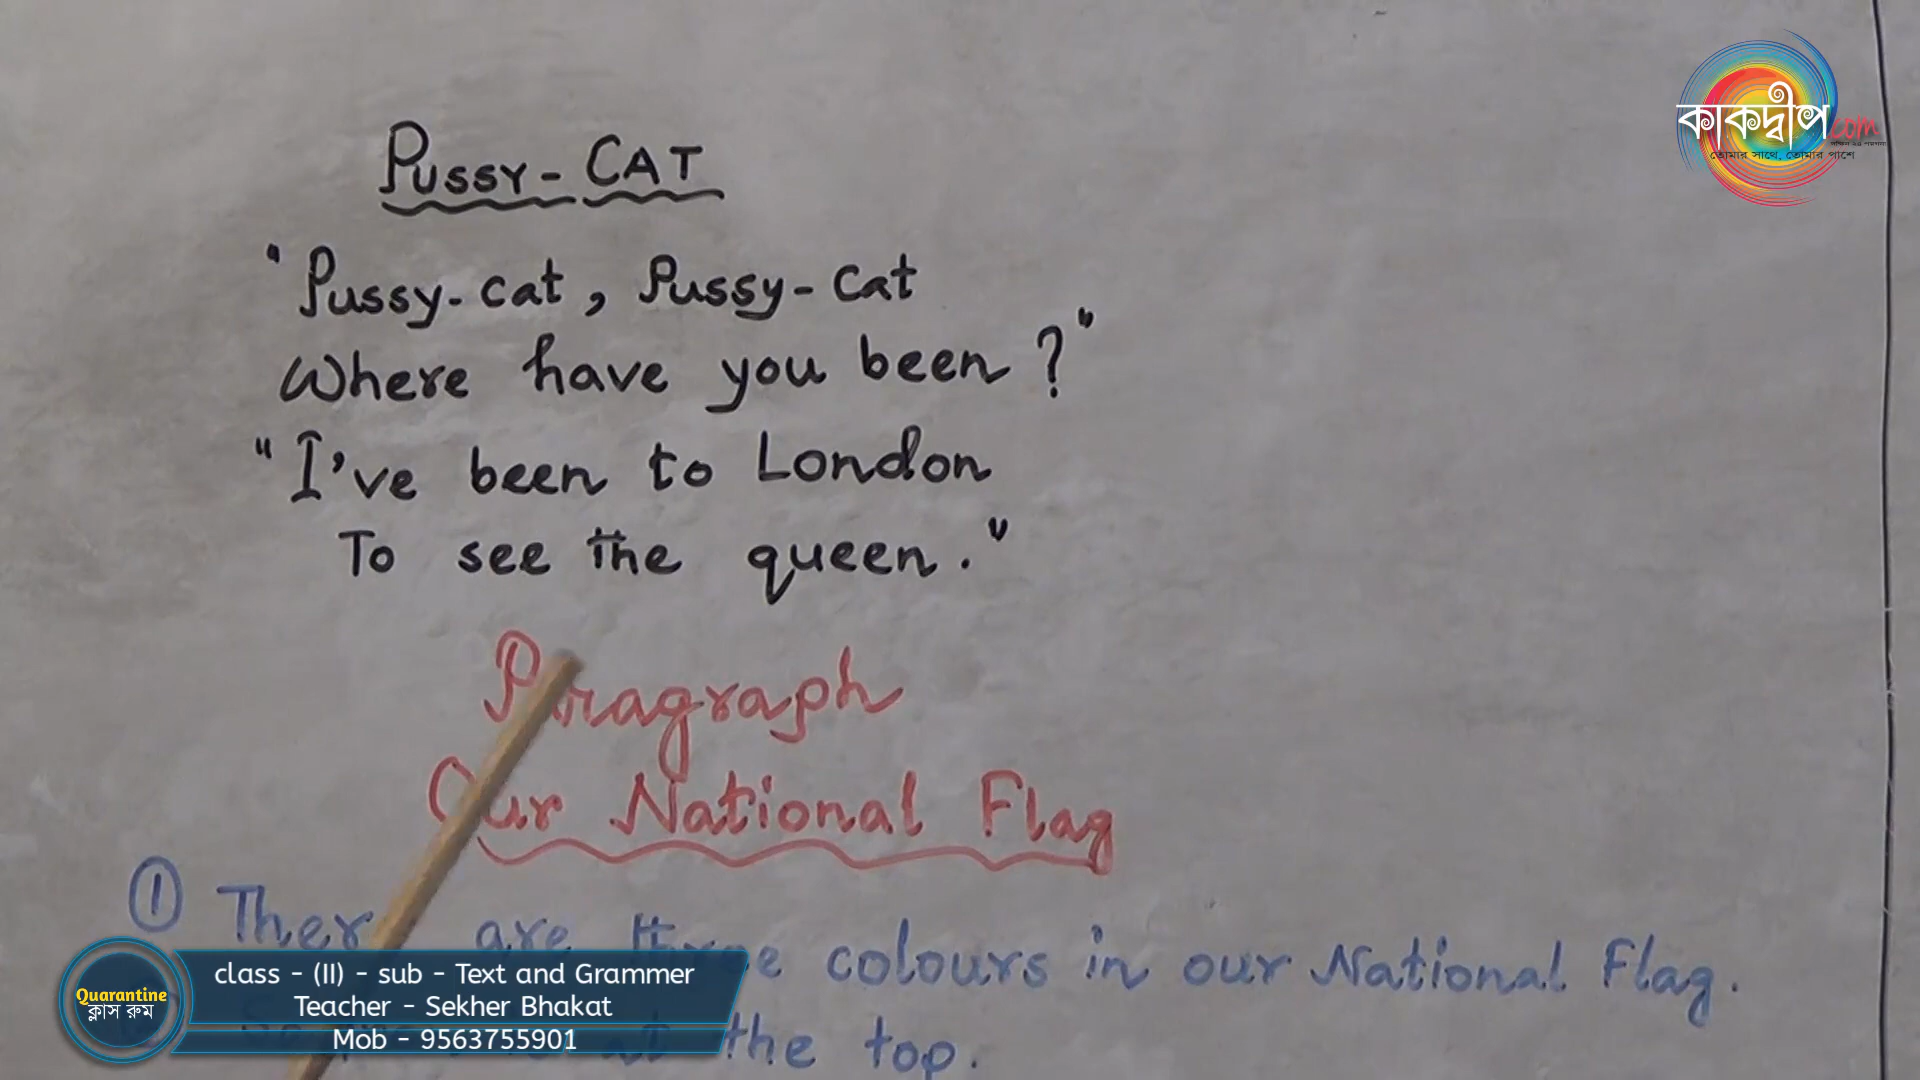 PUSSY-CAT
"Pussy-cat, Pussy-cat
Where have you been?"
"I've been to London
To see the queen."
Paragraph
Our National Flag
① There are three colours in our National Flag.
the top.
class - (II) - sub - Text and Grammer
Teacher - Sekher Bhakat
Mob - 9563755901
Quarantine
ক্লাস রুম
কাকদ্বীপ.com
তোমার সাথে, তোমার পাশে